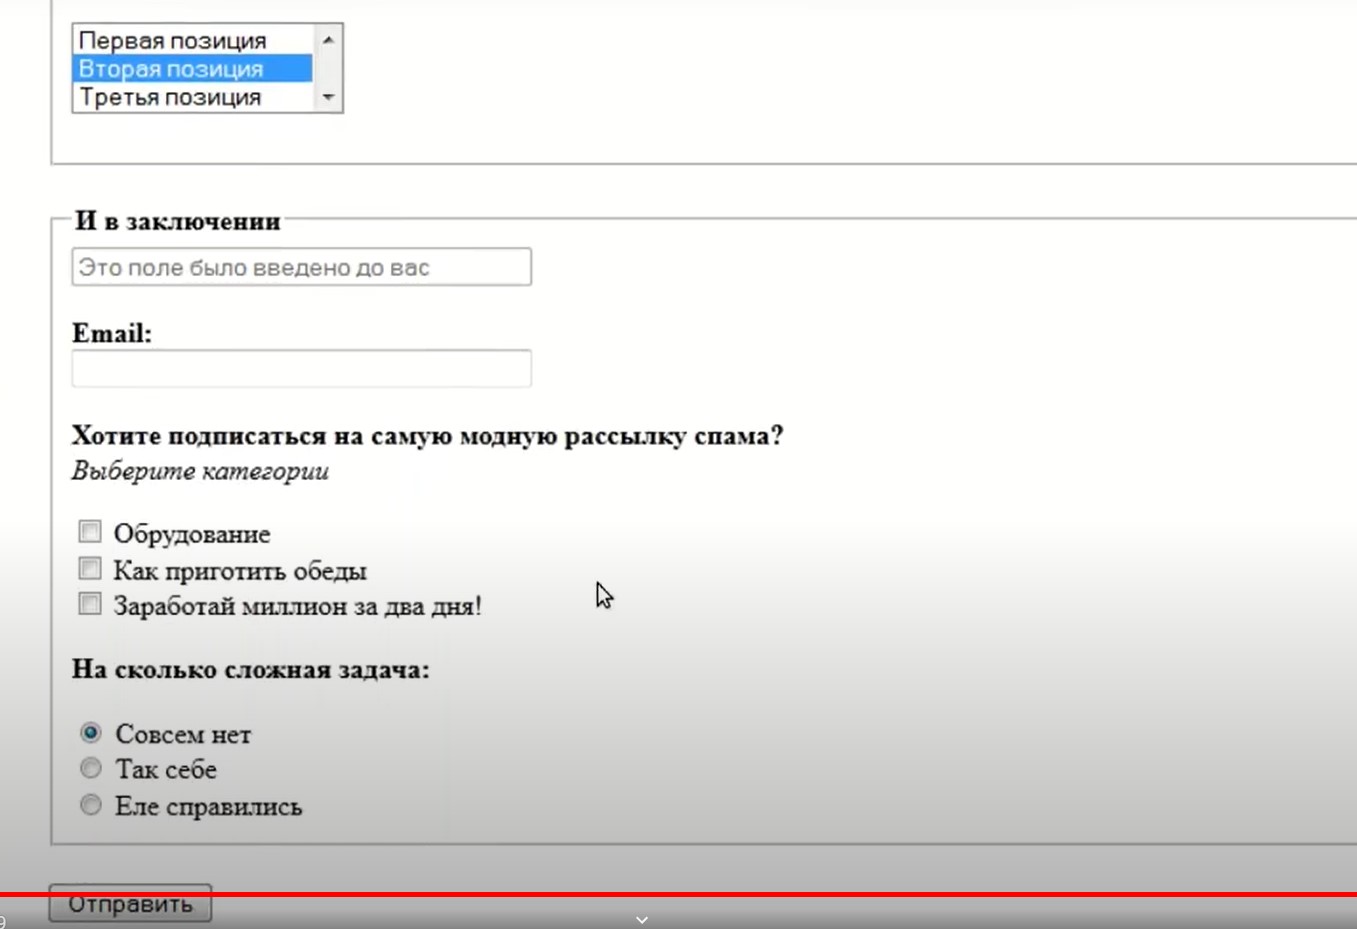 Первая позиция
Вторая позиция
Третья позиция
И в заключении
Это поле было введено до вас
Email:
Хотите подписаться на самую модную рассылку спама?
Выберите категории
Обрудование
Как приготить обеды
Заработай миллион за два дня!
На сколько сложная задача:
Совсем нет
Так себе
Еле справились
Отправить
9